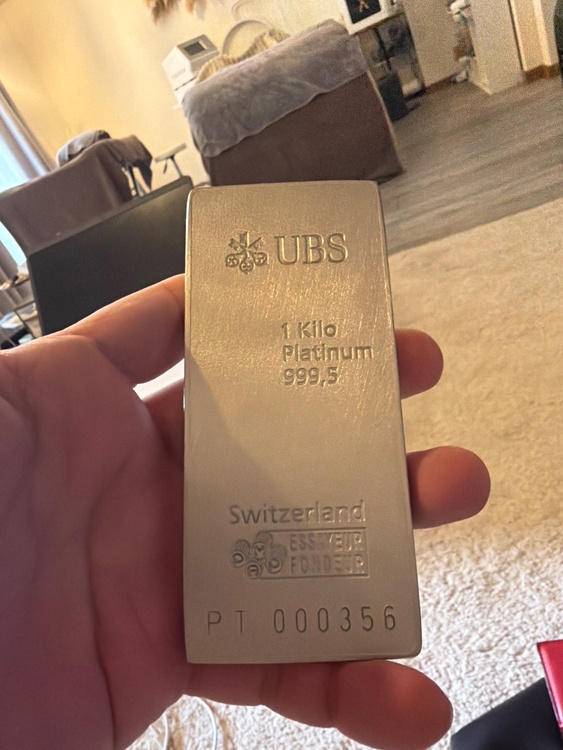 UBS
1 Kilo
Platinum
999,5
Switzerland
ESSAYEUR
FONDEUR
PT 000356